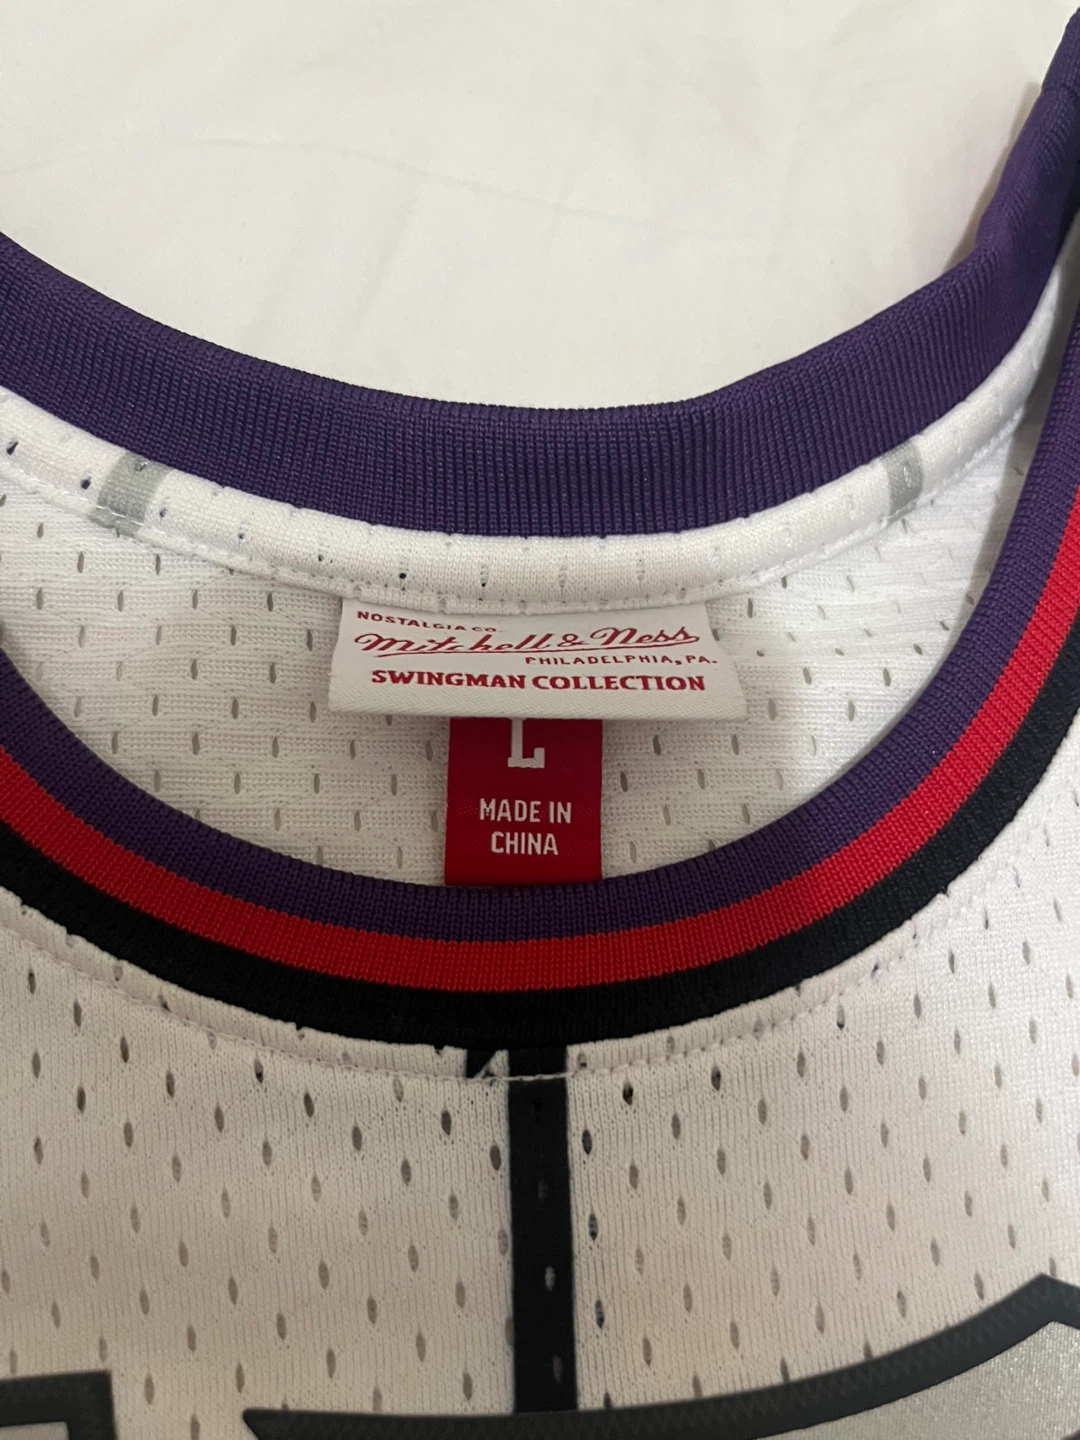 NOSTALGIA CO.
Mitchell & Ness
PHILADELPHIA, PA.
SWINGMAN COLLECTION
L
MADE IN
CHINA